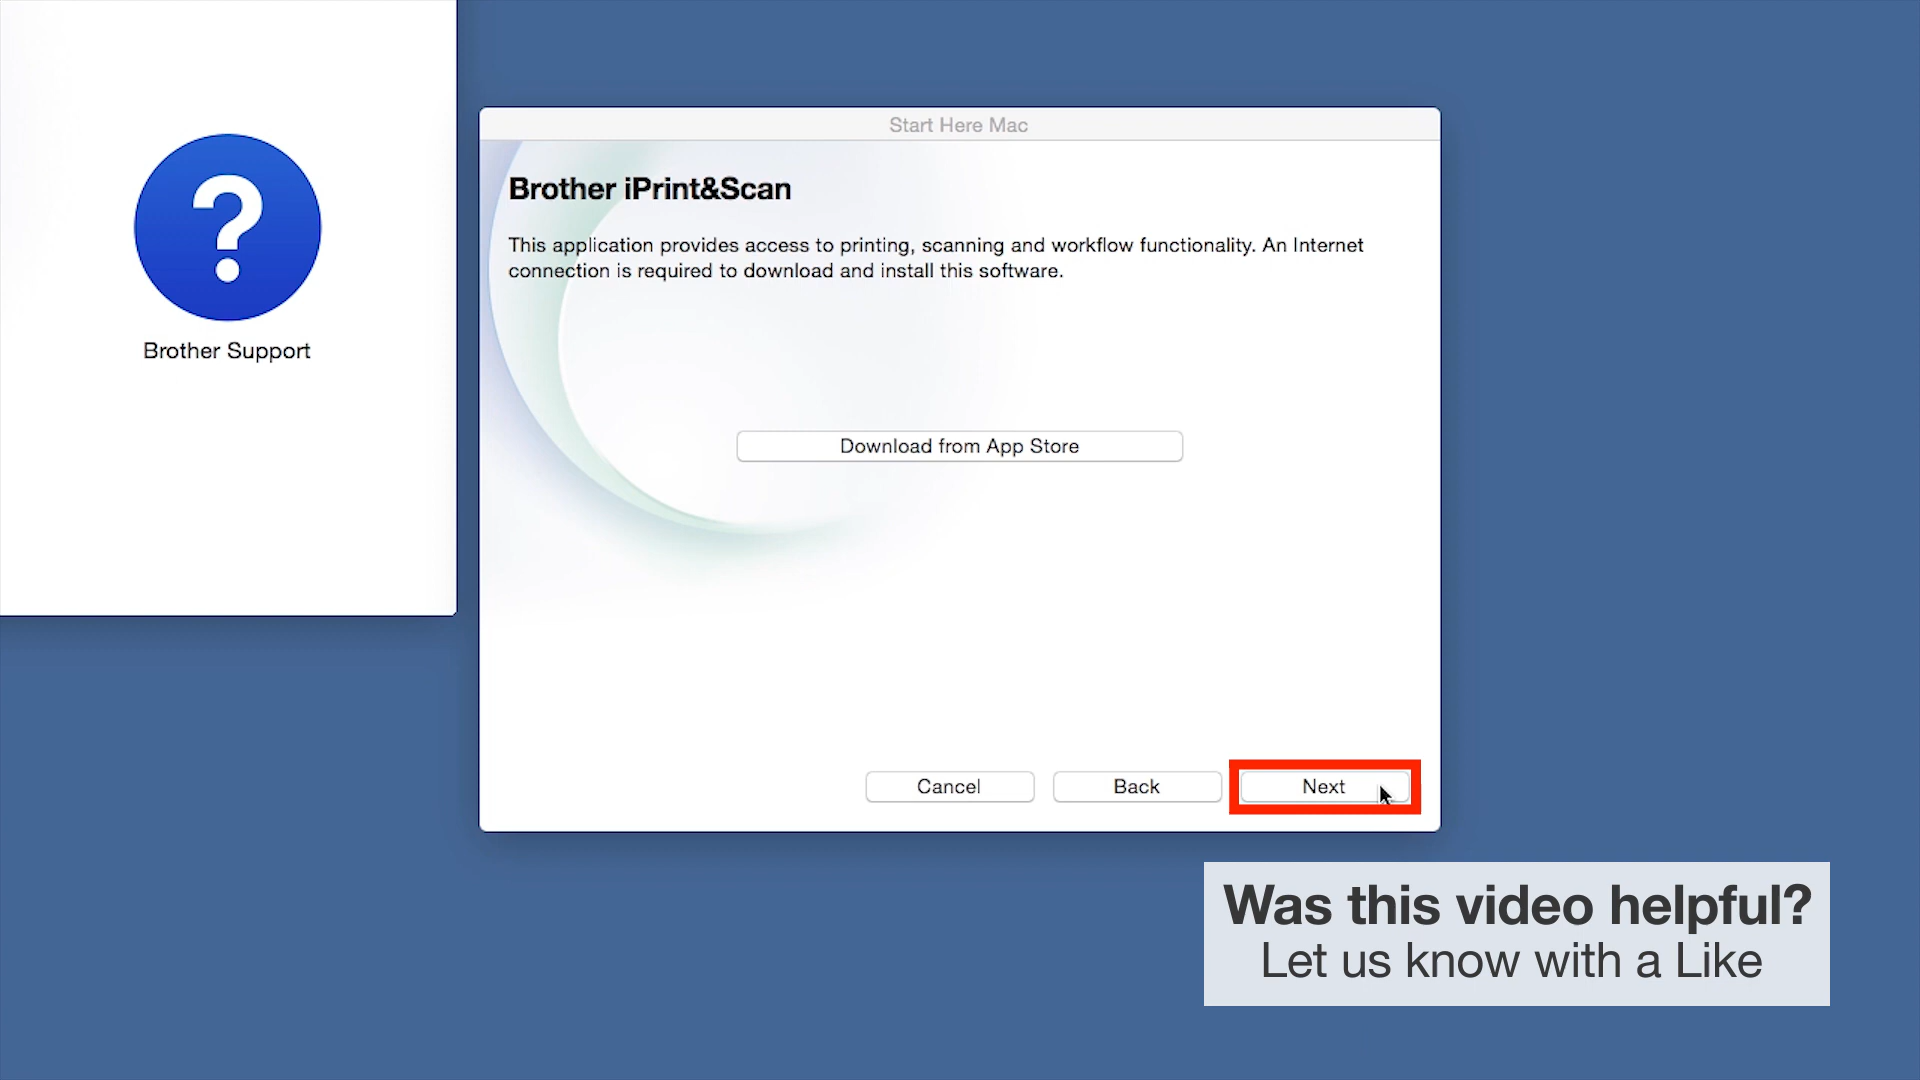 ?
Brother Support
Start Here Mac
Brother iPrint&Scan
This application provides access to printing, scanning and workflow functionality. An Internet
connection is required to download and install this software.
Download from App Store
Cancel
Back
Next
Was this video helpful?
Let us know with a Like